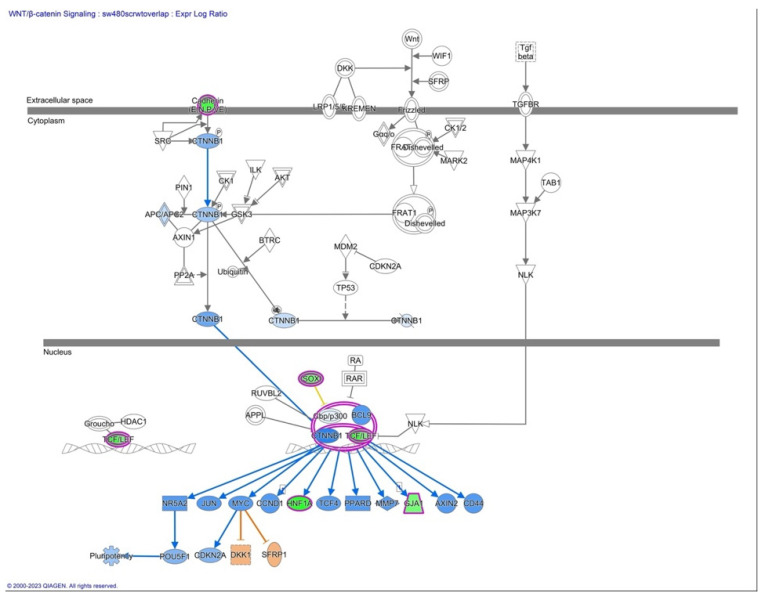 WNT/β-catenin Signaling : sw480scrwtoverlap : Expr Log Ratio
Wnt
WIF1
DKK
SFRP
Tgf
beta
Extracellular space
Cytoplasm
LRP1/5/6
KREMEN
Frizzled
TGFBR
SRC
CTNNB1
P
Gαq/o
CK1/2
P
FRAT1
Dishevelled
MARK2
MAP4K1
TAB1
MAP3K7
PIN1
CK1
ILK
AKT
APC/APC2
CTNNB1
P
GSK3
FRAT1
P
Dishevelled
AXIN1
BTRC
MDM2
CDKN2A
PP2A
Ubiquitin
TP53
NLK
CTNNB1
CTNNB1
CTNNB1
Nucleus
RA
RAR
SOX
RUVBL2
APPL
Cbp/p300
BCL9
CTNNB1
TCF/LEF
NLK
Groucho
HDAC1
TCF/LEF
NR5A2
JUN
MYC
CCND1
HNF1A
TCF4
PPARD
MMP7
GJA1
AXIN2
CD44
Pluripotency
POU5F1
CDKN2A
DKK1
SFRP1
© 2000-2023 QIAGEN. All rights reserved.